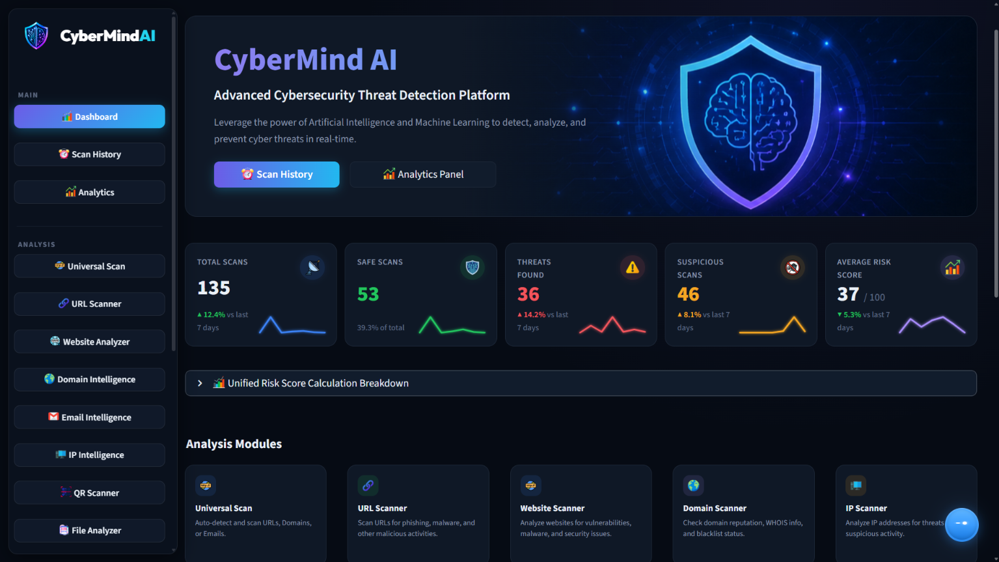 CyberMindAI
MAIN
Dashboard
Scan History
Analytics
ANALYSIS
Universal Scan
URL Scanner
Website Analyzer
Domain Intelligence
Email Intelligence
IP Intelligence
QR Scanner
File Analyzer
CyberMind AI
Advanced Cybersecurity Threat Detection Platform
Leverage the power of Artificial Intelligence and Machine Learning to detect, analyze, and
prevent cyber threats in real-time.
Scan History
Analytics Panel
TOTAL SCANS
135
▲ 12.4% vs last
7 days
SAFE SCANS
53
39.3% of total
THREATS
FOUND
36
▲ 14.2% vs last
7 days
SUSPICIOUS
SCANS
46
▲ 8.1% vs last 7
days
AVERAGE RISK
SCORE
37 / 100
▼ 5.3% vs last 7
days
Unified Risk Score Calculation Breakdown
Analysis Modules
Universal Scan
Auto-detect and scan URLs, Domains,
or Emails.
URL Scanner
Scan URLs for phishing, malware, and
other malicious activities.
Website Scanner
Analyze websites for vulnerabilities,
malware, and security issues.
Domain Scanner
Check domain reputation, WHOIS info,
and blacklist status.
IP Scanner
Analyze IP addresses for threats
suspicious activity.